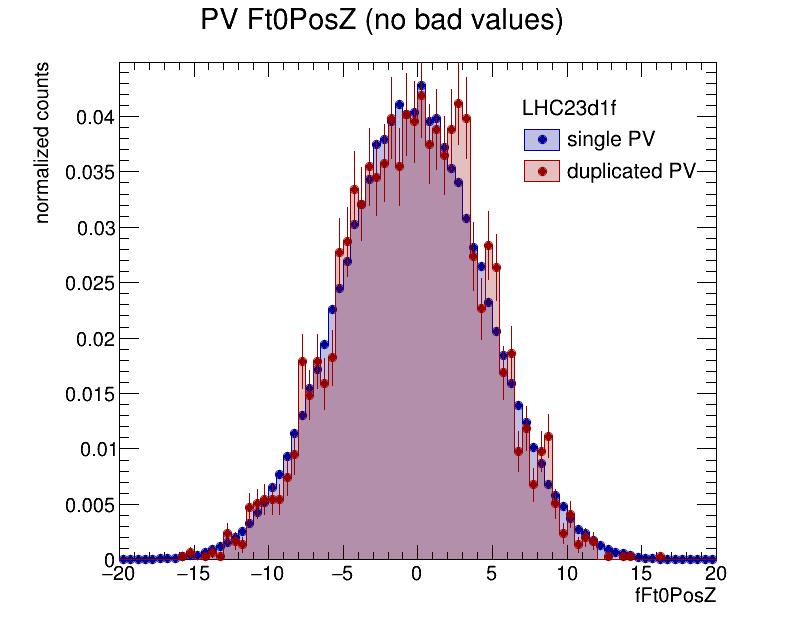 PV Ft0PosZ (no bad values)
normalized counts
LHC23d1f
single PV
duplicated PV
0.04
0.035
0.03
0.025
0.02
0.015
0.01
0.005
0
−20 −15 −10 −5 0 5 10 15 20
fFt0PosZ